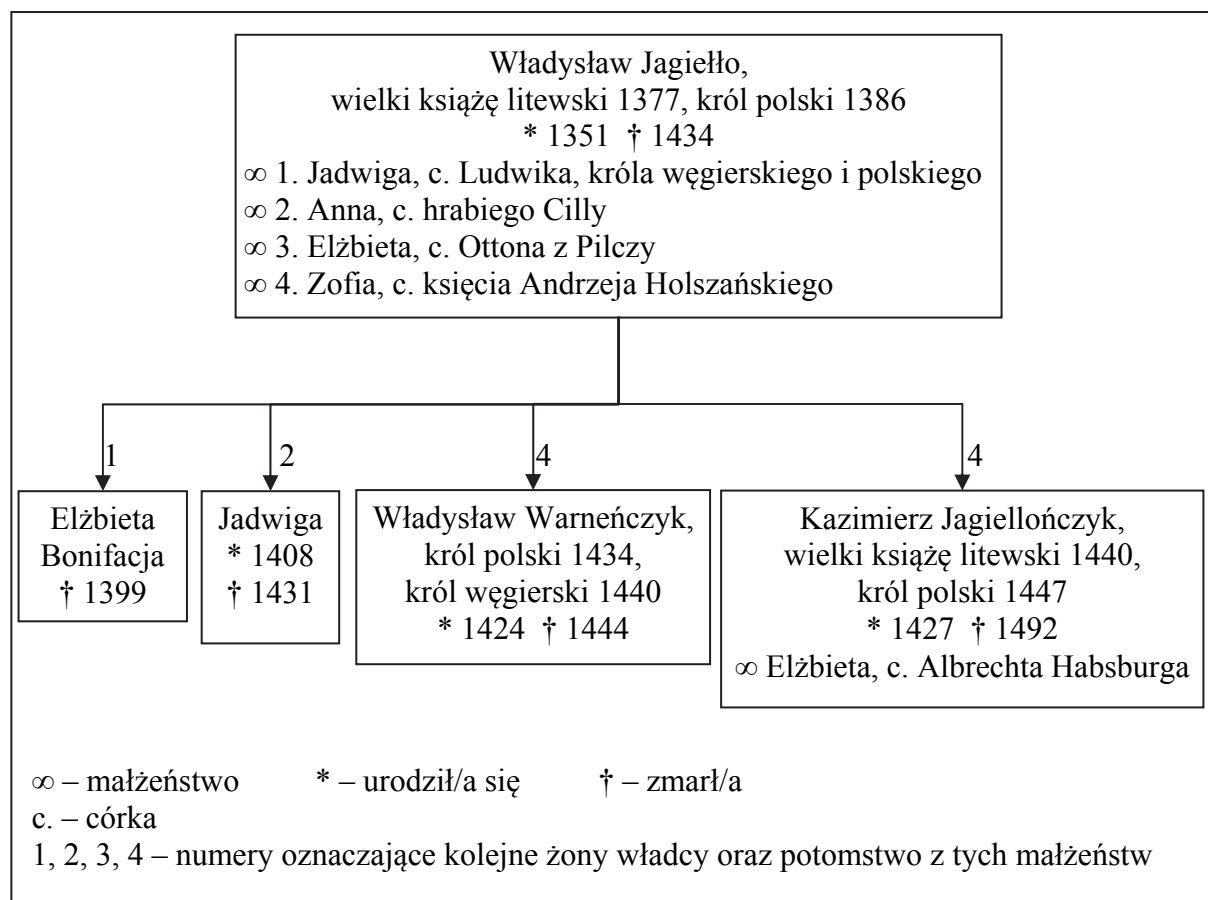 Władysław Jagiełło,
wielki książę litewski 1377, król polski 1386
* 1351 † 1434
∞ 1. Jadwiga, c. Ludwika, króla węgierskiego i polskiego
∞ 2. Anna, c. hrabiego Cilly
∞ 3. Elżbieta, c. Ottona z Pilczy
∞ 4. Zofia, c. księcia Andrzeja Holszańskiego
1
2
4
4
Elżbieta
Bonifacja
† 1399
Jadwiga
* 1408
† 1431
Władysław Warneńczyk,
król polski 1434,
król węgierski 1440
* 1424 † 1444
Kazimierz Jagiellończyk,
wielki książę litewski 1440,
król polski 1447
* 1427 † 1492
∞ Elżbieta, c. Albrechta Habsburga
∞ – małżeństwo * – urodził/a się † – zmarł/a
c. – córka
1, 2, 3, 4 – numery oznaczające kolejne żony władcy oraz potomstwo z tych małżeństw